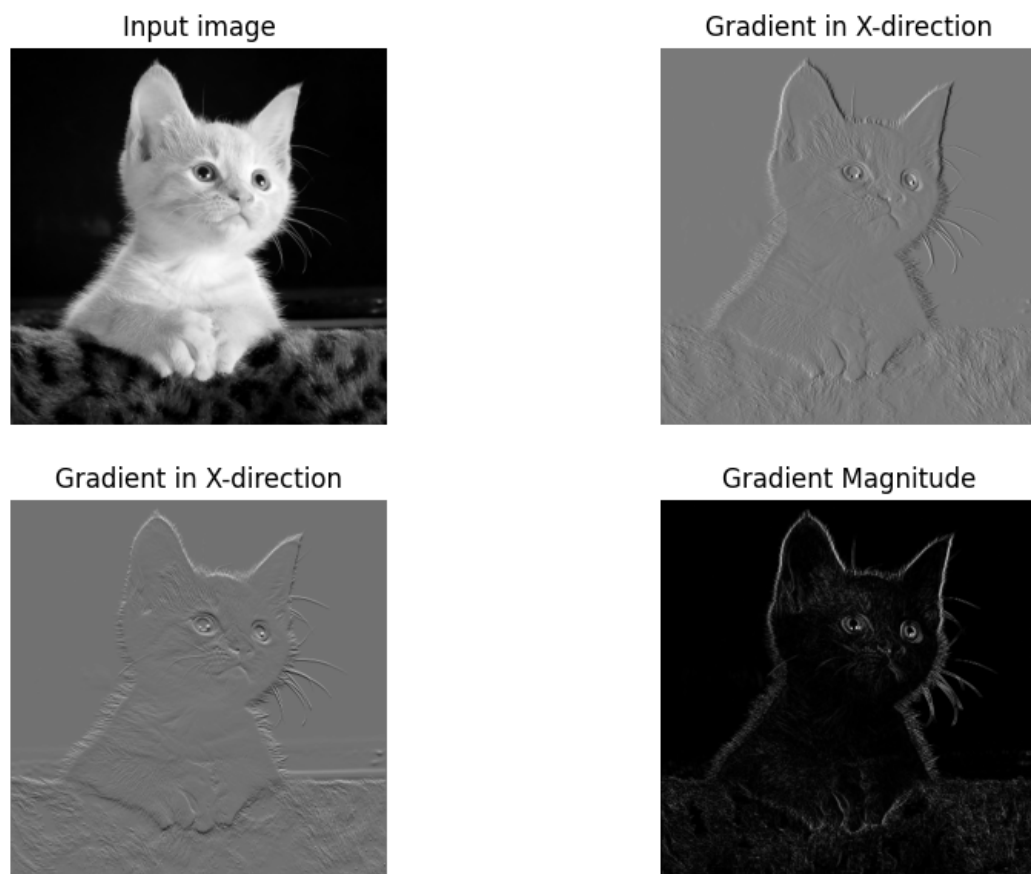 Input image
Gradient in X-direction
Gradient in X-direction
Gradient Magnitude